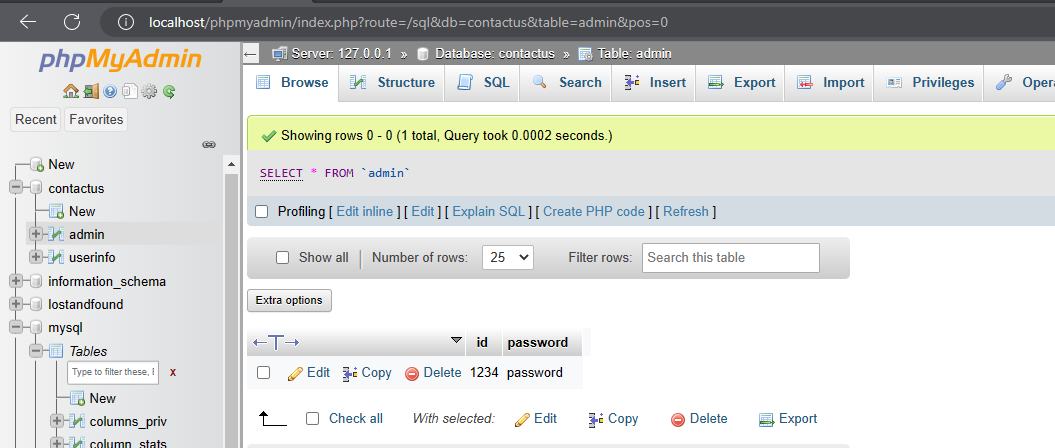 localhost/phpmyadmin/index.php?route=/sql&db=contactus&table=admin&pos=0
phpMyAdmin
Recent Favorites
New
contactus
New
admin
userinfo
information_schema
lostandfound
mysql
Tables
Type to filter these, E x
New
columns_priv
column_stats
Server: 127.0.0.1 » Database: contactus » Table: admin
Browse Structure SQL Search Insert Export Import Privileges Opera
Showing rows 0 - 0 (1 total, Query took 0.0002 seconds.)
SELECT * FROM `admin`
Profiling [ Edit inline ] [ Edit ] [ Explain SQL ] [ Create PHP code ] [ Refresh ]
Show all | Number of rows: 25 Filter rows: Search this table
Extra options
←T→ id password
Edit Copy Delete 1234 password
Check all With selected: Edit Copy Delete Export